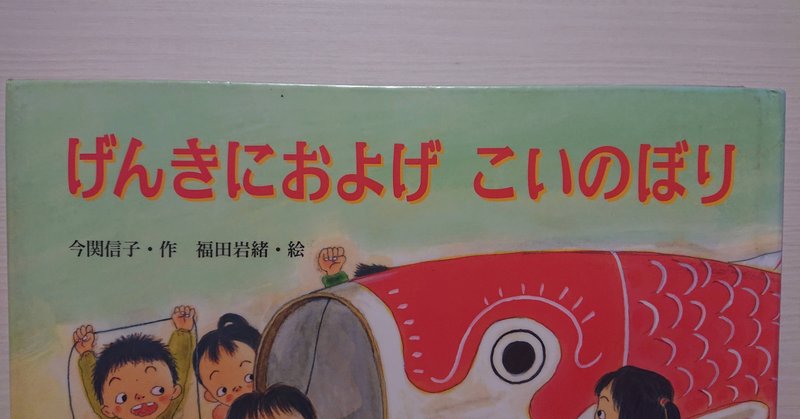 げんきにおよげ こいのぼり
今関信子・作 福田岩緒・絵